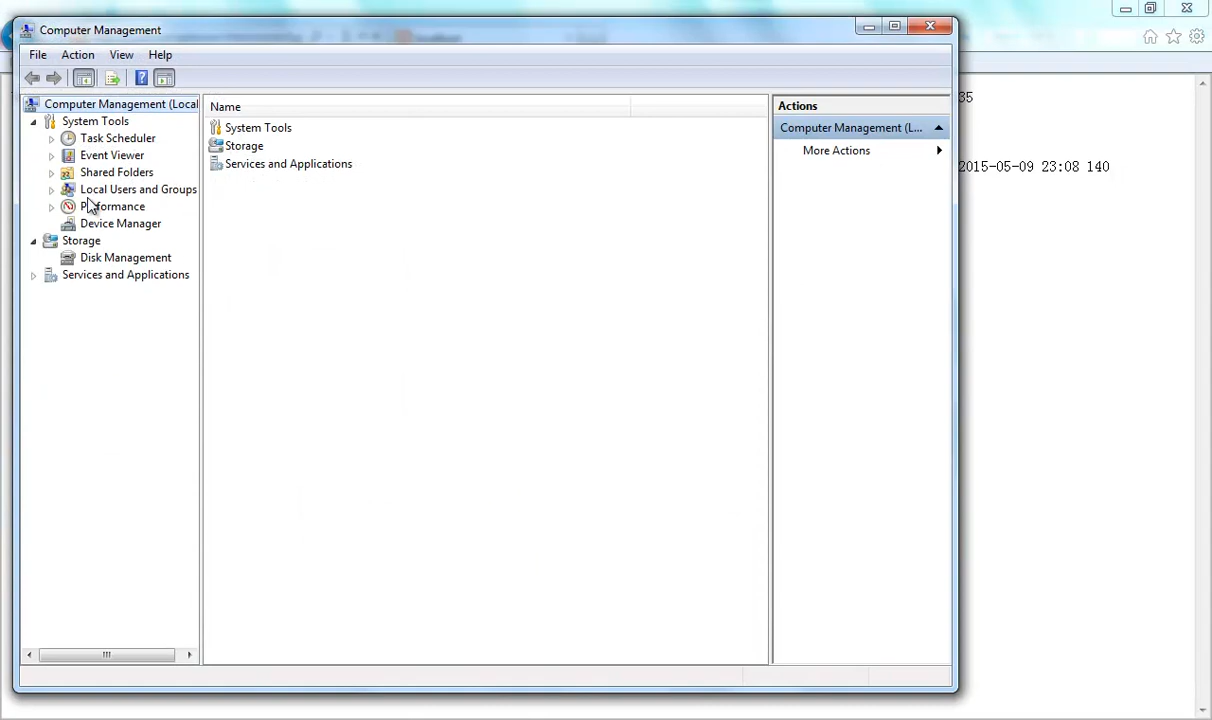 Computer Management
File Action View Help
Computer Management (Local
System Tools
Task Scheduler
Event Viewer
Shared Folders
Local Users and Groups
Performance
Device Manager
Storage
Disk Management
Services and Applications
Name
System Tools
Storage
Services and Applications
Actions
Computer Management (L...
More Actions
35
2015-05-09 23:08 140